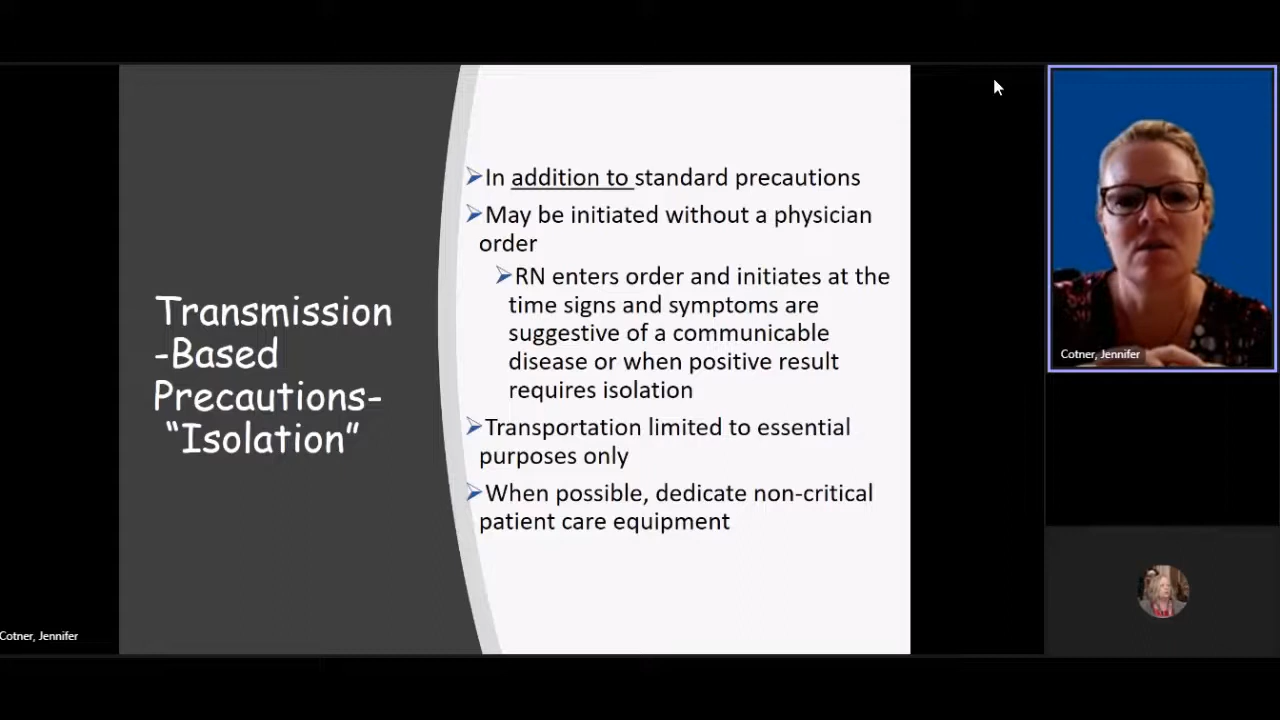 Transmission
-Based
Precautions-
“Isolation”
In addition to standard precautions
May be initiated without a physician
order
RN enters order and initiates at the
time signs and symptoms are
suggestive of a communicable
disease or when positive result
requires isolation
Transportation limited to essential
purposes only
When possible, dedicate non-critical
patient care equipment
Cotner, Jennifer
Cotner, Jennifer